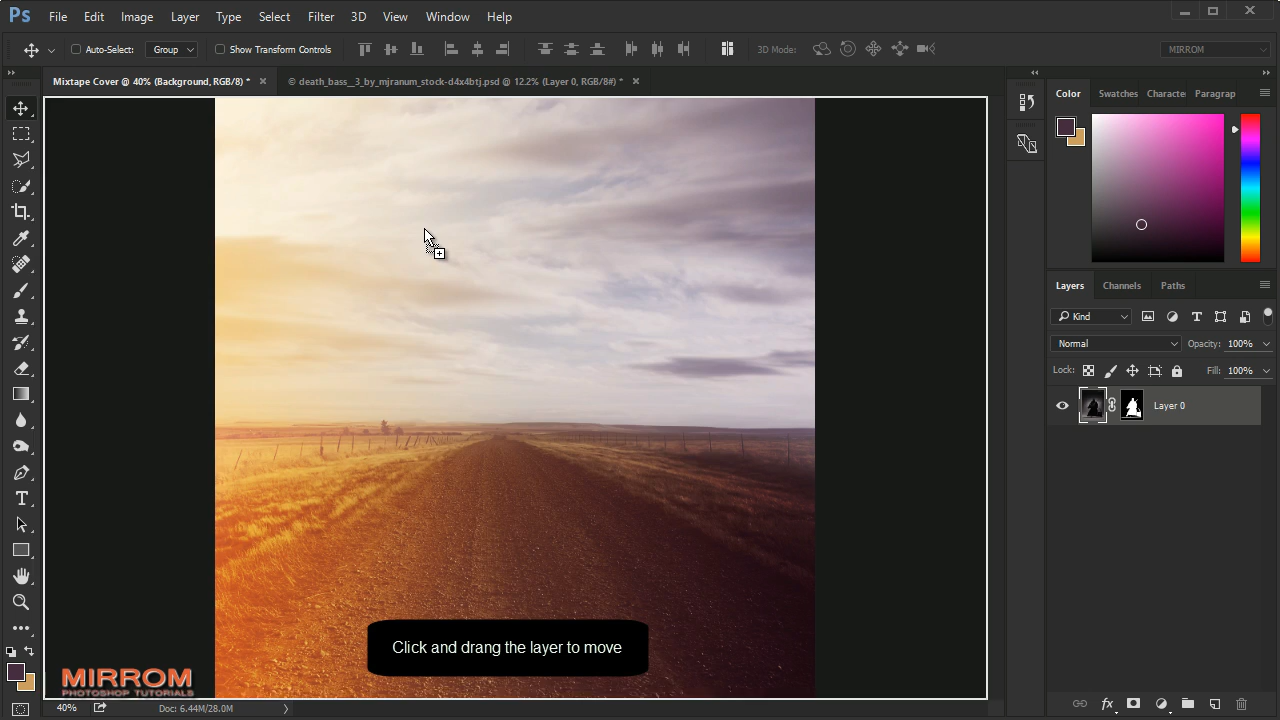 Ps File Edit Image Layer Type Select Filter 3D View Window Help
Auto-Select: Group Show Transform Controls 3D Mode: MIRROM
Mixtape Cover @ 40% (Background, RGB/8) * © death_bass__3_by_mjranum_stock-d4x4btj.psd @ 12.2% (Layer 0, RGB/8#) *
Color Swatches Characte Paragrap
Layers Channels Paths
Kind
Normal Opacity: 100%
Lock: Fill: 100%
Layer 0
Click and drang the layer to move
MIRROM
PHOTOSHOP TUTORIALS
40% Doc: 6.44M/28.0M
fx